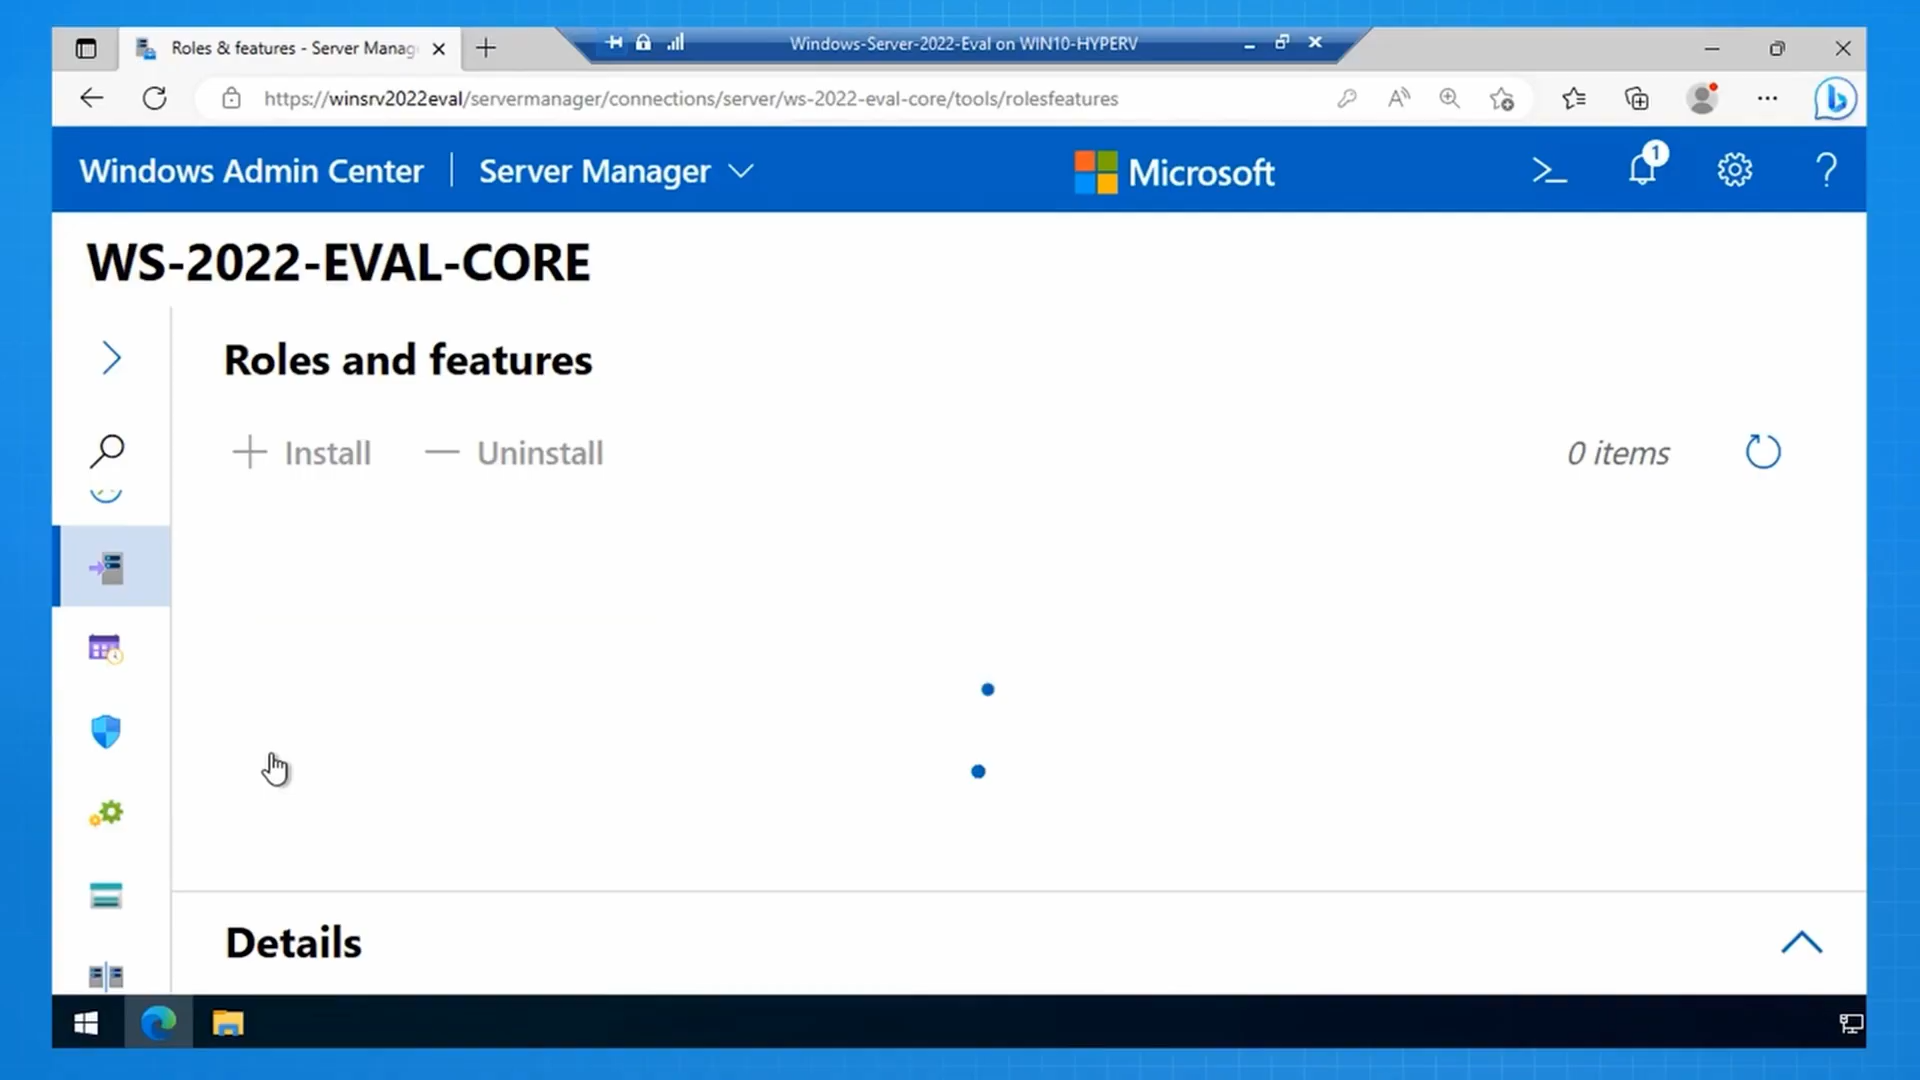 Roles & features - Server Manag
Windows-Server-2022-Eval on WIN10-HYPERV
https://winsrv2022eval/servermanager/connections/server/ws-2022-eval-core/tools/rolesfeatures
Windows Admin Center
Server Manager
Microsoft
1
WS-2022-EVAL-CORE
Roles and features
Install
Uninstall
0 items
Details